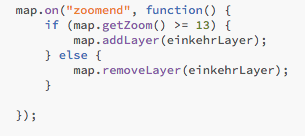 map.on("zoomend", function() {
    if (map.getZoom() >= 13) {
        map.addLayer(einkehrLayer);
    } else {
        map.removeLayer(einkehrLayer);
    }
});